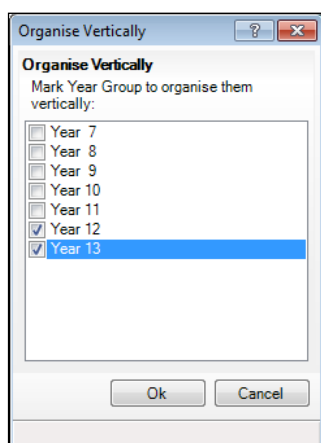 Organise Vertically
?
Organise Vertically
Mark Year Group to organise them
vertically:
Year 7
Year 8
Year 9
Year 10
Year 11
Year 12
Year 13
Ok
Cancel